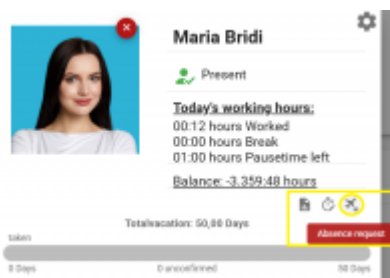 Maria Bridi
Present
Today's working hours:
00:12 hours Worked
00:00 hours Break
01:00 hours Pausetime left
Balance: -3.359:48 hours
Totalvacation: 50,00 Days
Absence request
taken
0 Days
0 unconfirmed
50 Days